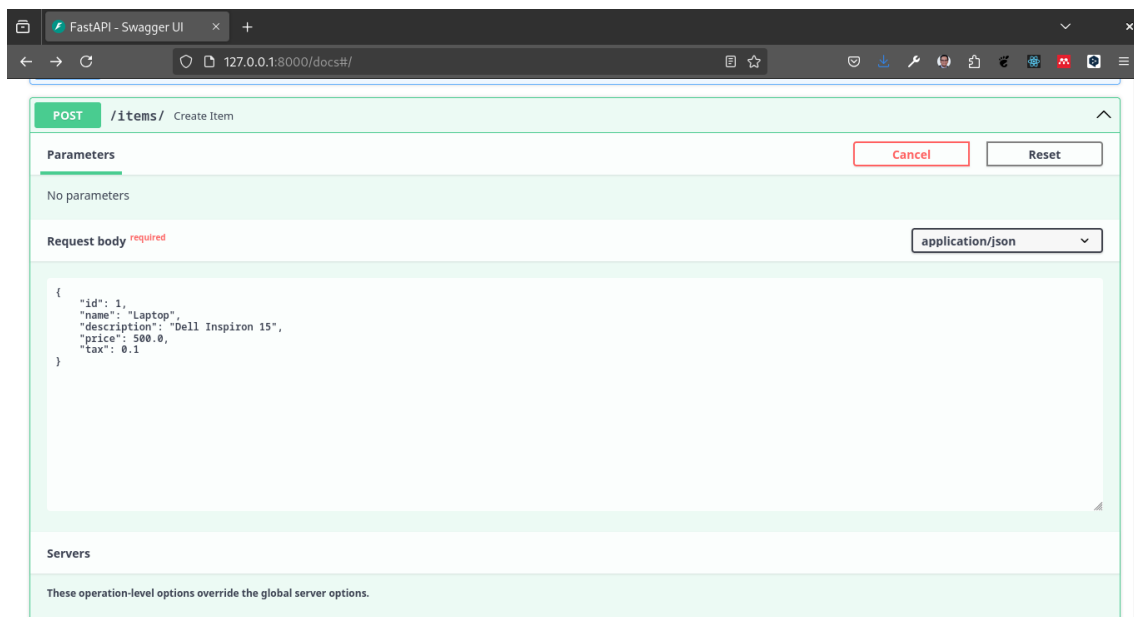 FastAPI - Swagger UI
127.0.0.1:8000/docs#/
POST /items/ Create Item
Parameters
Cancel
Reset
No parameters
Request body required
application/json
{
    "id": 1,
    "name": "Laptop",
    "description": "Dell Inspiron 15",
    "price": 500.0,
    "tax": 0.1
}
Servers
These operation-level options override the global server options.